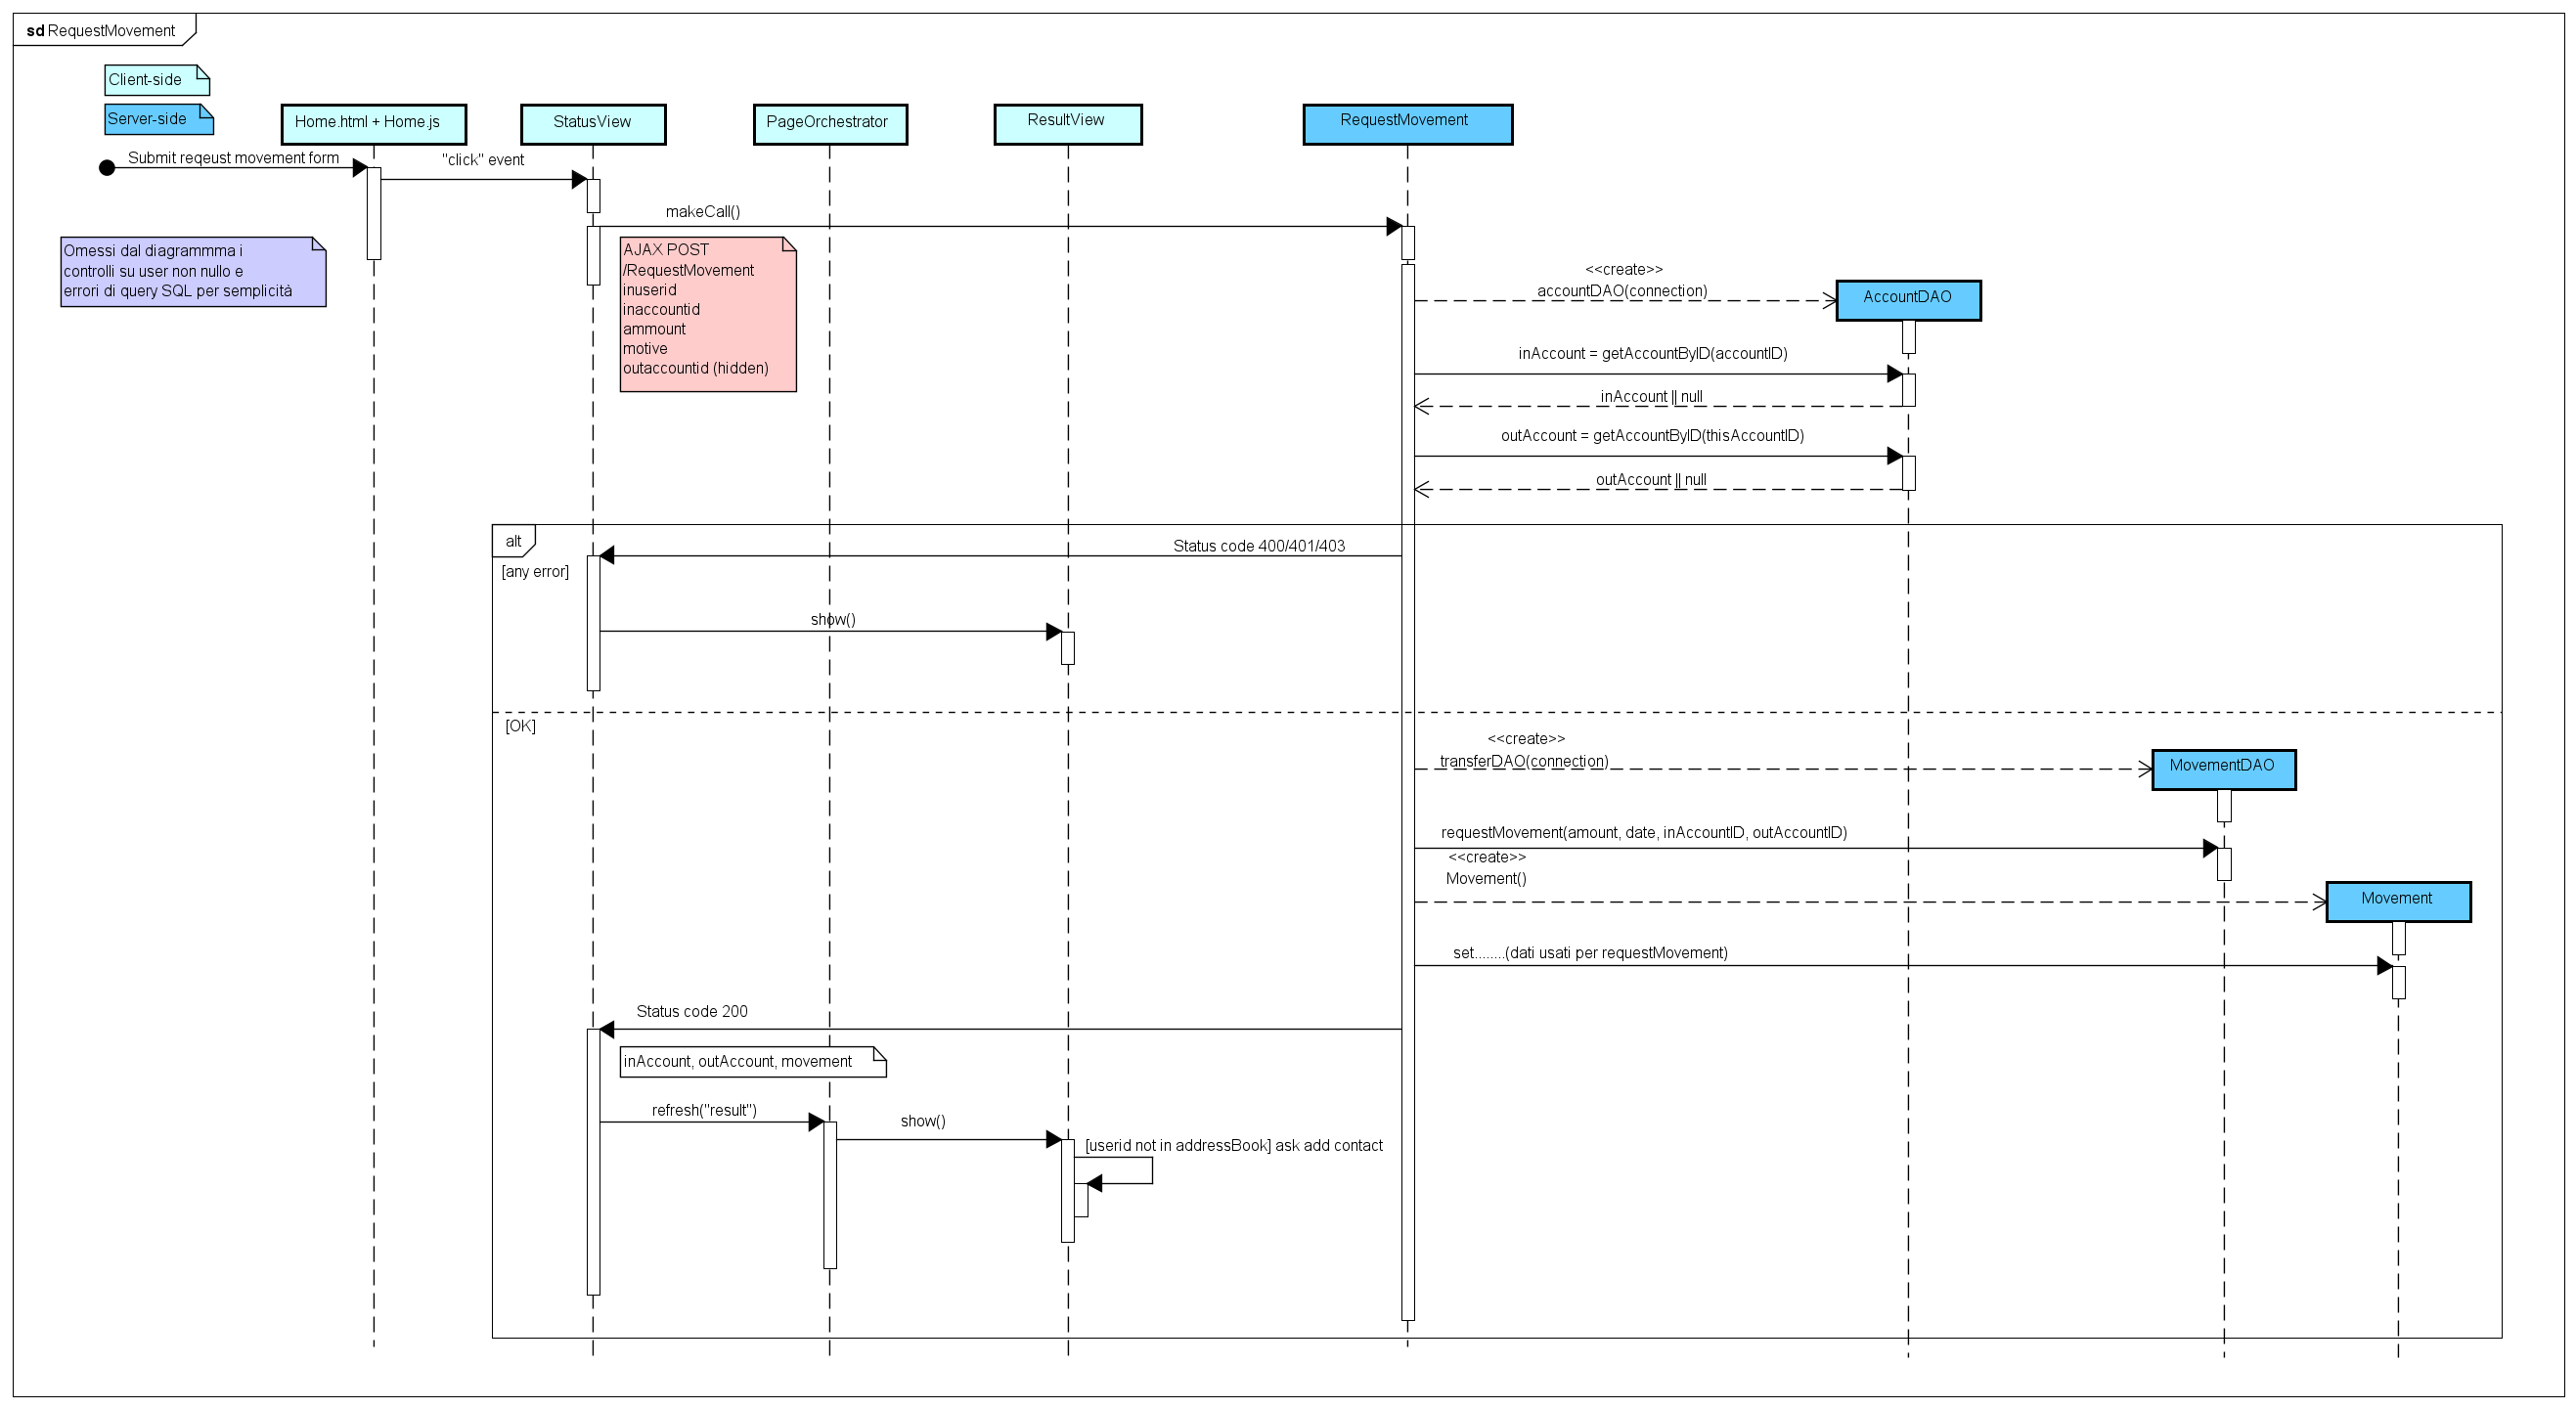 sd RequestMovement
Client-side
Server-side
Home.html + Home.js
StatusView
PageOrchestrator
ResultView
RequestMovement
Submit reqeust movement form
"click" event
makeCall()
Omessi dal diagrammma i
controlli su user non nullo e
errori di query SQL per semplicità
AJAX POST
/RequestMovement
inuserid
inaccountid
ammount
motive
outaccountid (hidden)
<<create>>
accountDAO(connection)
AccountDAO
inAccount = getAccountByID(accountID)
inAccount || null
outAccount = getAccountByID(thisAccountID)
outAccount || null
alt
Status code 400/401/403
[any error]
show()
[OK]
<<create>>
transferDAO(connection)
MovementDAO
requestMovement(amount, date, inAccountID, outAccountID)
<<create>>
Movement()
Movement
set........(dati usati per requestMovement)
Status code 200
inAccount, outAccount, movement
refresh("result")
show()
[userid not in addressBook] ask add contact